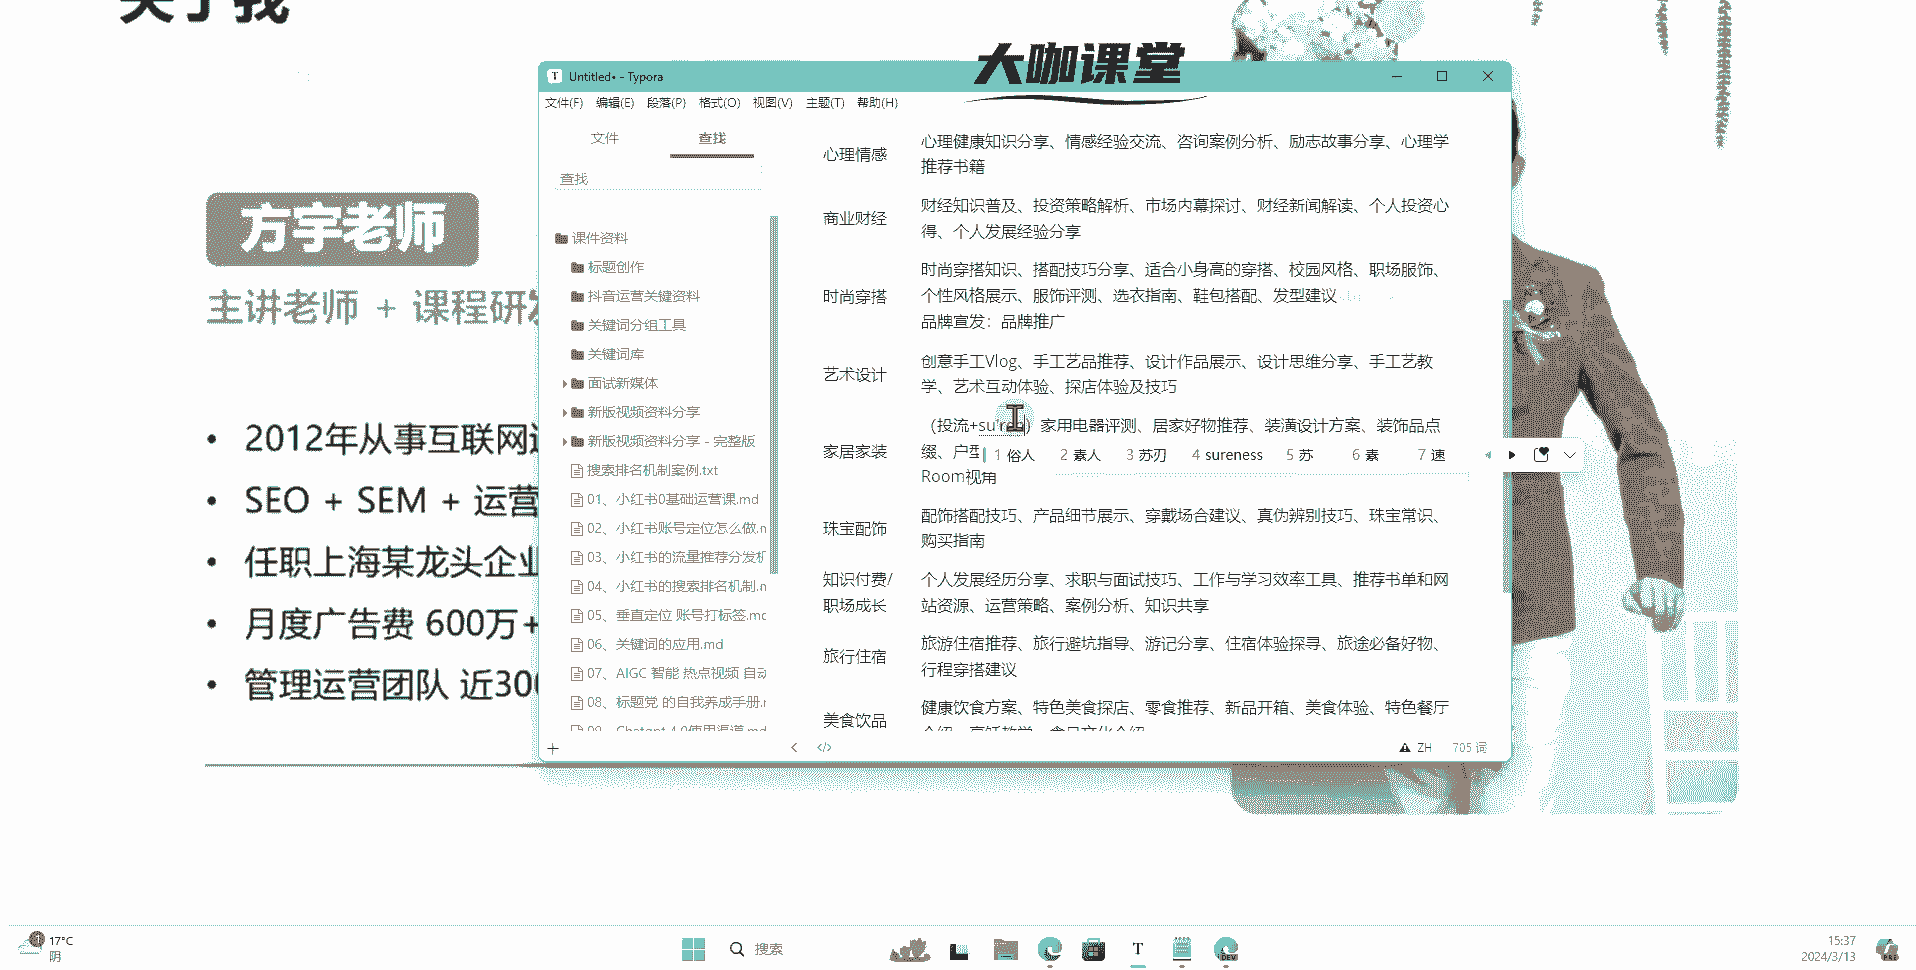 关于我
大咖课堂
Untitled• - Typora
文件(F) 编辑(E) 段落(P) 格式(O) 视图(V) 主题(T) 帮助(H)
文件 查找
查找
课件资料
标题创作
抖音运营关键资料
关键词分组工具
关键词库
面试新媒体
新版视频资料分享
新版视频资料分享 - 完整版
搜索排名机制案例.txt
01、小红书0基础运营课.md
02、小红书账号定位怎么做.n
03、小红书的流量推荐分发机
04、小红书的搜索排名机制.n
05、垂直定位 账号打标签.mc
06、关键词的应用.md
07、AIGC 智能 热点视频 自动
08、标题党 的自我养成手册.r
09、Chatgpt 4.0使用渠道.md
心理情感
心理健康知识分享、情感经验交流、咨询案例分析、励志故事分享、心理学
推荐书籍
商业财经
财经知识普及、投资策略解析、市场内幕探讨、财经新闻解读、个人投资心
得、个人发展经验分享
时尚穿搭
时尚穿搭知识、搭配技巧分享、适合小身高的穿搭、校园风格、职场服饰、
个性风格展示、服饰评测、选衣指南、鞋包搭配、发型建议
品牌宣发：品牌推广
艺术设计
创意手工Vlog、手工艺品推荐、设计作品展示、设计思维分享、手工艺教
学、艺术互动体验、探店体验及技巧
家居家装
（投流+su'r）家用电器评测、居家好物推荐、装潢设计方案、装饰品点
缀、户型
1 俗人 2 素人 3 苏刃 4 sureness 5 苏 6 素 7 速
Room视角
珠宝配饰
配饰搭配技巧、产品细节展示、穿戴场合建议、真伪辨别技巧、珠宝常识、
购买指南
知识付费/
职场成长
个人发展经历分享、求职与面试技巧、工作与学习效率工具、推荐书单和网
站资源、运营策略、案例分析、知识共享
旅行住宿
旅游住宿推荐、旅行避坑指导、游记分享、住宿体验探寻、旅途必备好物、
行程穿搭建议
美食饮品
健康饮食方案、特色美食探店、零食推荐、新品开箱、美食体验、特色餐厅
ZH 705 词
方宇老师
主讲老师 + 课程研发
• 2012年从事互联网
• SEO + SEM + 运营
• 任职上海某龙头企业
• 月度广告费 600万+
• 管理运营团队 近300
17°C
阴
搜索
15:37
2024/3/13